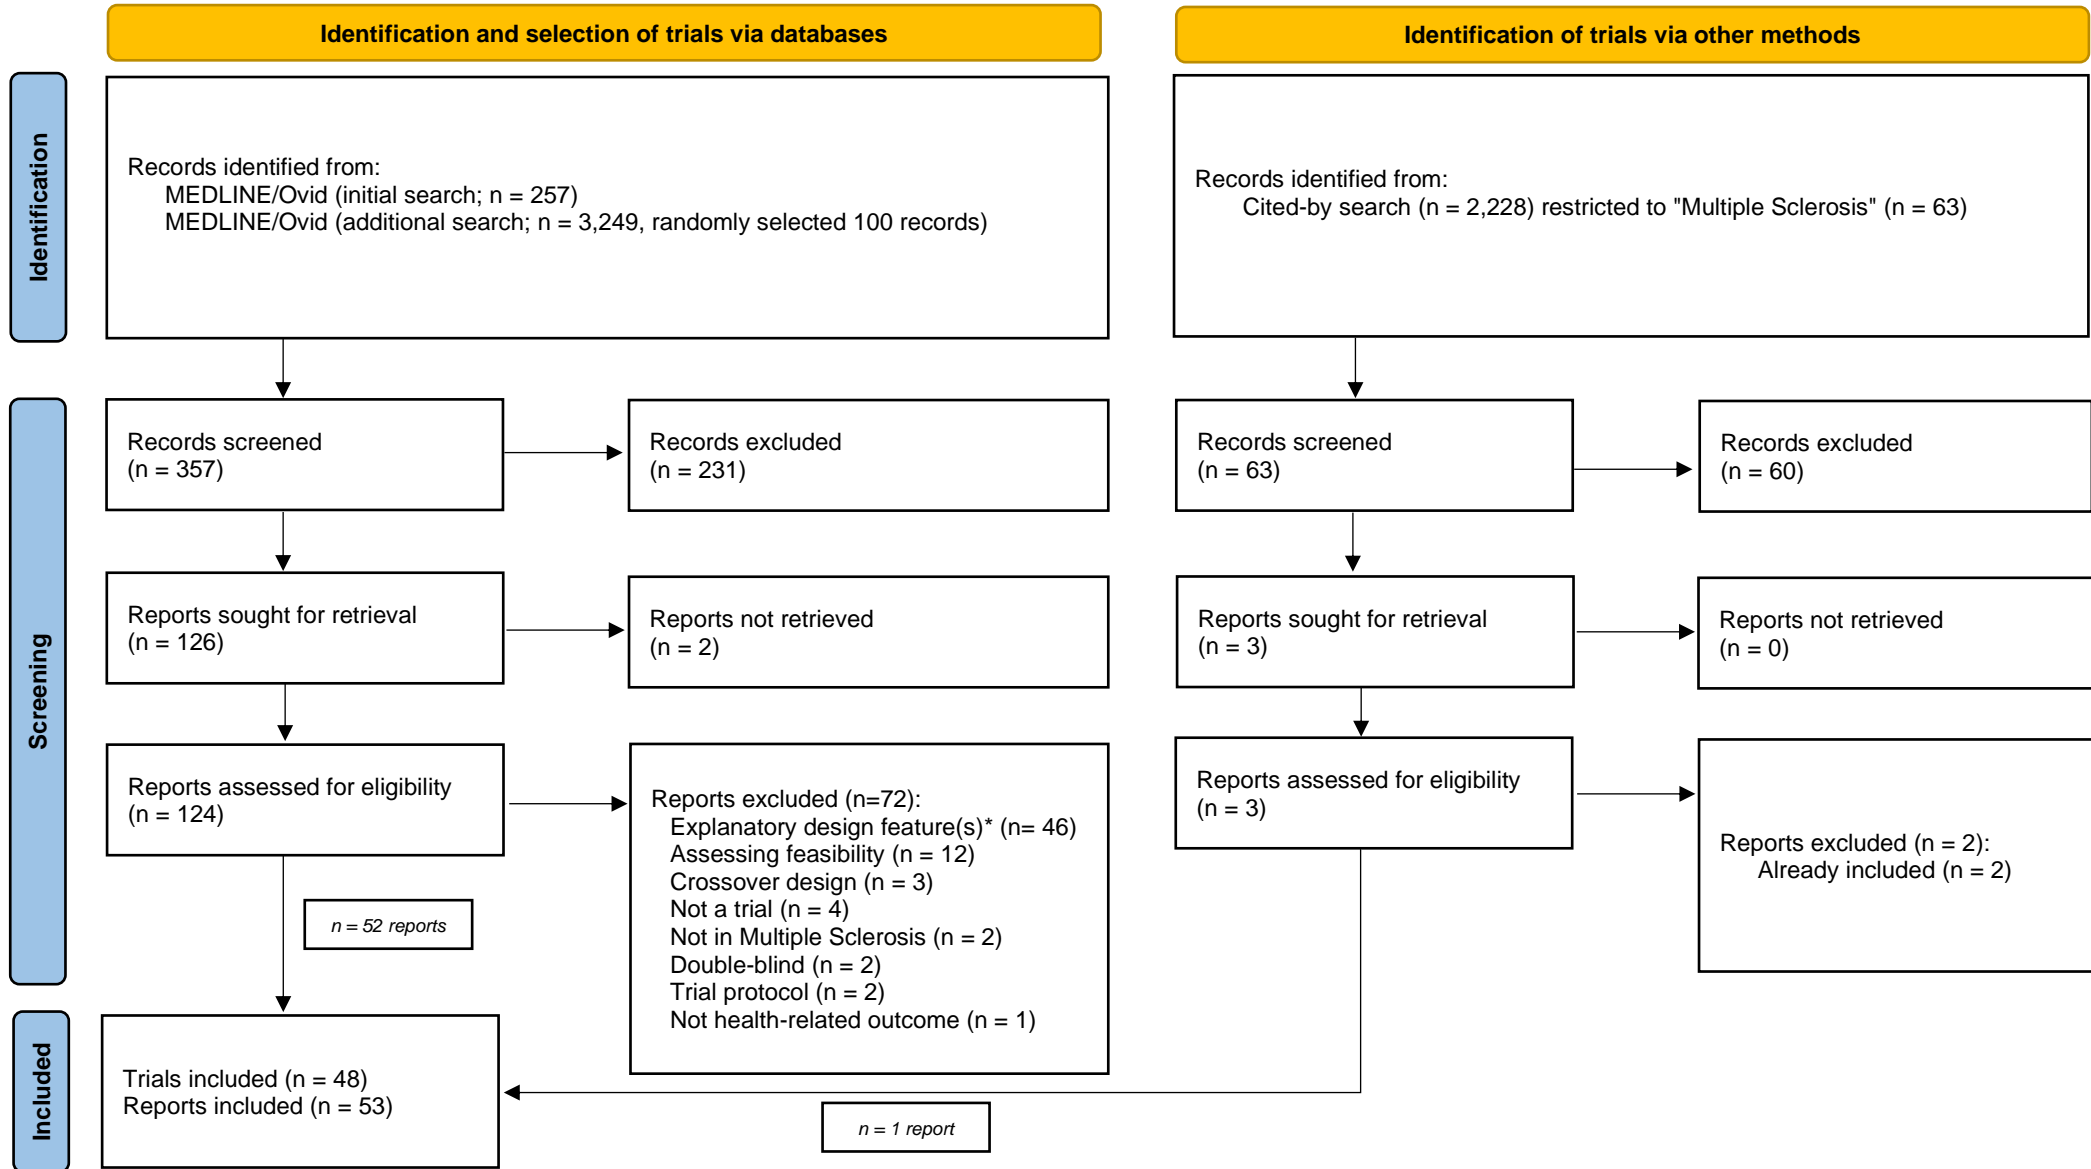 Identification and selection of trials via databases
Identification of trials via other methods
Identification
Records identified from:
MEDLINE/Ovid (initial search; n = 257)
MEDLINE/Ovid (additional search; n = 3,249, randomly selected 100 records)
Records identified from:
Cited-by search (n = 2,228) restricted to "Multiple Sclerosis" (n = 63)
Screening
Records screened
(n = 357)
Records excluded
(n = 231)
Records screened
(n = 63)
Records excluded
(n = 60)
Reports sought for retrieval
(n = 126)
Reports not retrieved
(n = 2)
Reports sought for retrieval
(n = 3)
Reports not retrieved
(n = 0)
Reports assessed for eligibility
(n = 124)
Reports excluded (n=72):
Explanatory design feature(s)* (n= 46)
Assessing feasibility (n = 12)
Crossover design (n = 3)
Not a trial (n = 4)
Not in Multiple Sclerosis (n = 2)
Double-blind (n = 2)
Trial protocol (n = 2)
Not health-related outcome (n = 1)
Reports assessed for eligibility
(n = 3)
Reports excluded (n = 2):
Already included (n = 2)
n = 52 reports
Included
Trials included (n = 48)
Reports included (n = 53)
n = 1 report